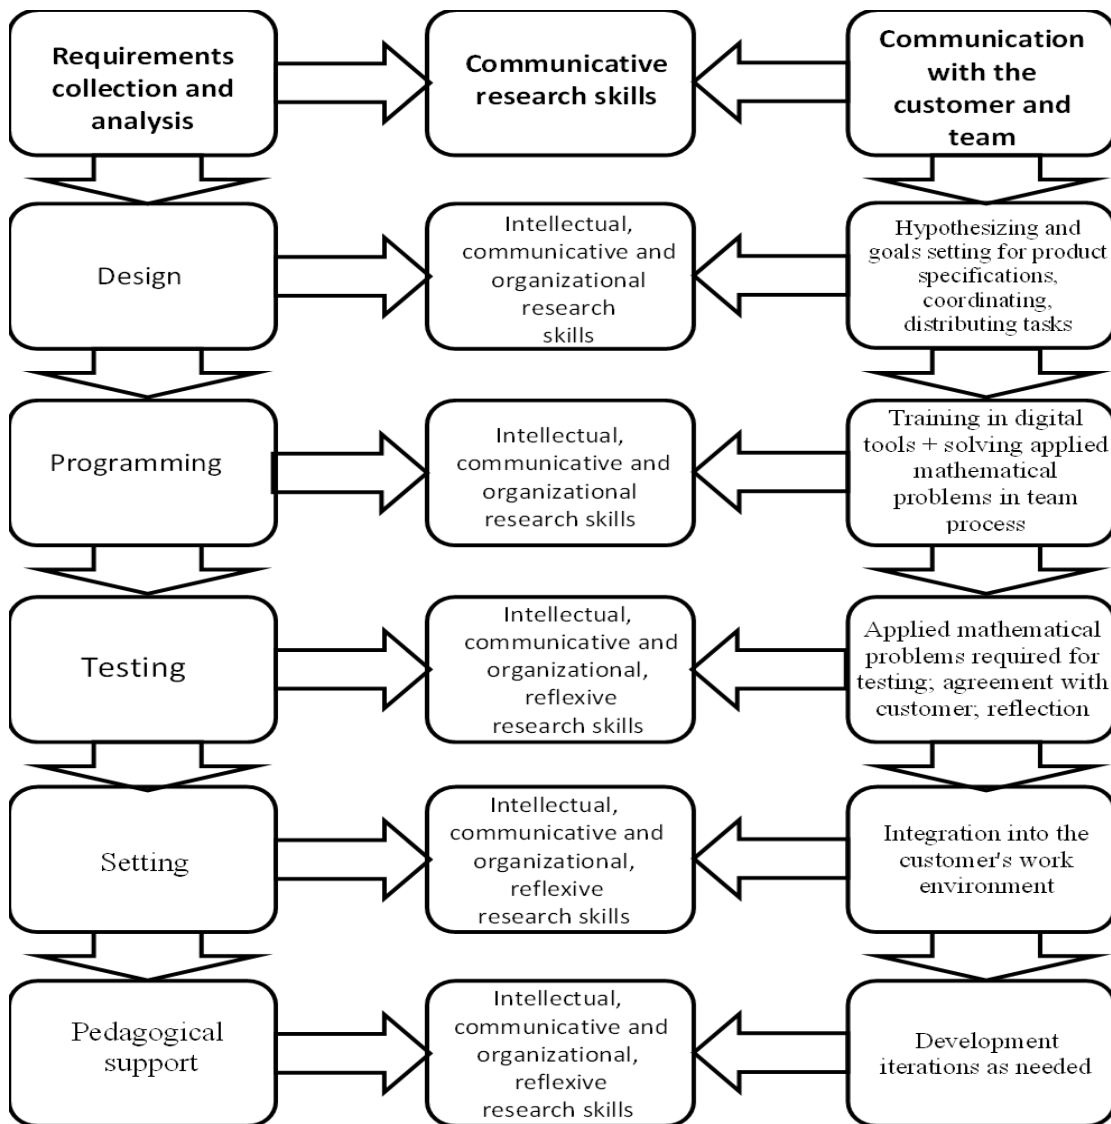 Requirements
collection and
analysis
Communicative
research skills
Communication
with the
customer and
team
Design
Intellectual,
communicative and
organizational
research
skills
Hypothesizing and
goals setting for product
specifications,
coordinating,
distributing tasks
Programming
Intellectual,
communicative and
organizational
research skills
Training in digital
tools + solving applied
mathematical
problems in team
process
Testing
Intellectual,
communicative and
organizational, reflexive
research skills
Applied mathematical
problems required for
testing; agreement with
customer; reflection
Setting
Intellectual,
communicative and
organizational,
reflexive
research skills
Integration into the
customer's work
environment
Pedagogical
support
Intellectual,
communicative and
organizational,
reflexive
research skills
Development
iterations as needed